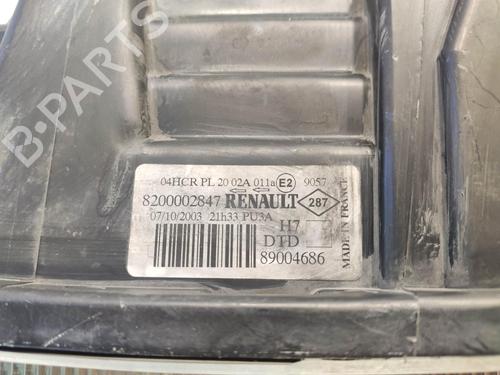 B-PARTS
04HCR PL 20 02A 011a E2 9057
8200002847 RENAULT 287
07/10/2003 21h33 PU3A
H7
DTD
89004686
MADE IN FRANCE